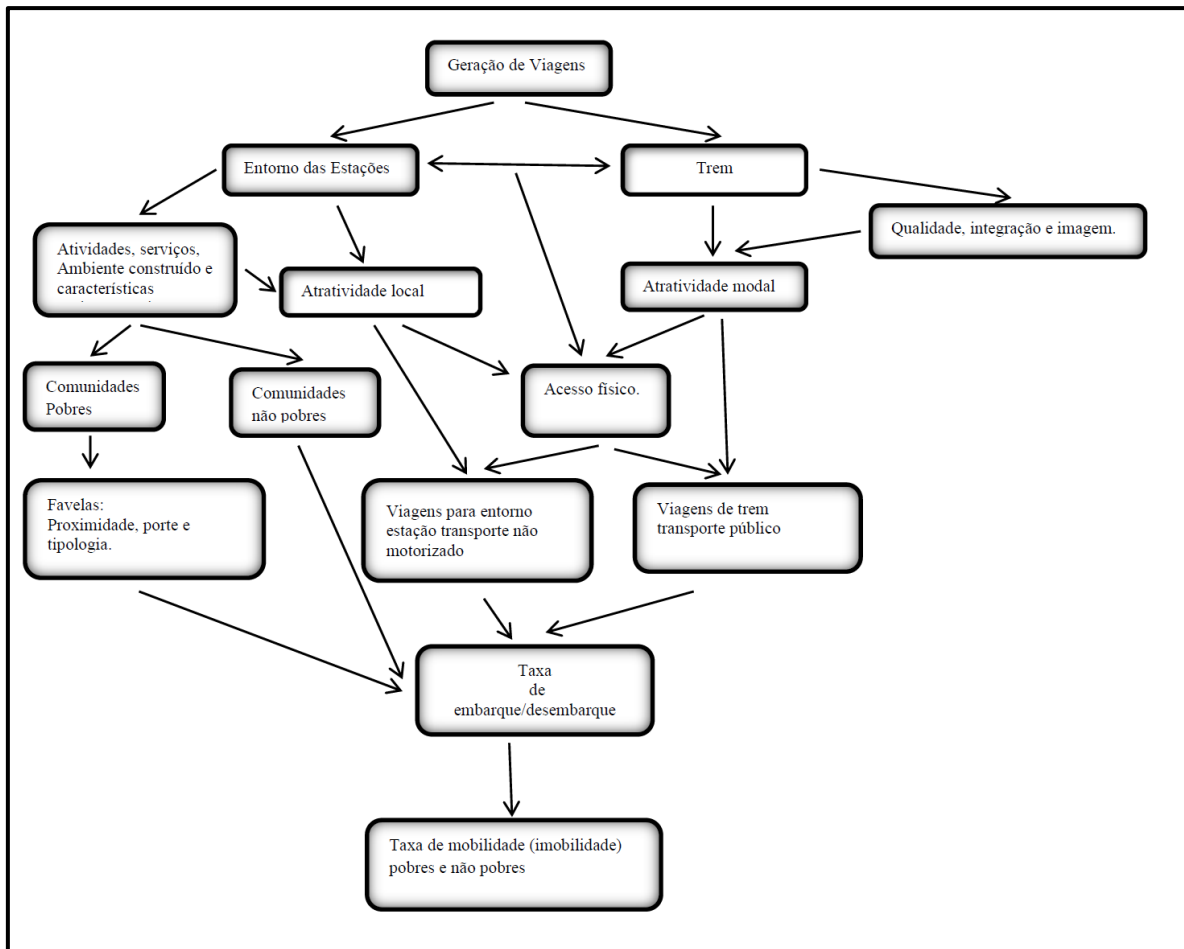 Geração de Viagens
Entorno das Estações
Trem
Qualidade, integração e imagem.
Atividades, serviços,
Ambiente construído e
características
Atratividade local
Atratividade modal
Comunidades
Pobres
Comunidades
não pobres
Acesso físico.
Favelas:
Proximidade, porte e
tipologia.
Viagens para entorno
estação transporte não
motorizado
Viagens de trem
transporte público
Taxa
de
embarque/desembarque
Taxa de mobilidade (imobilidade)
pobres e não pobres